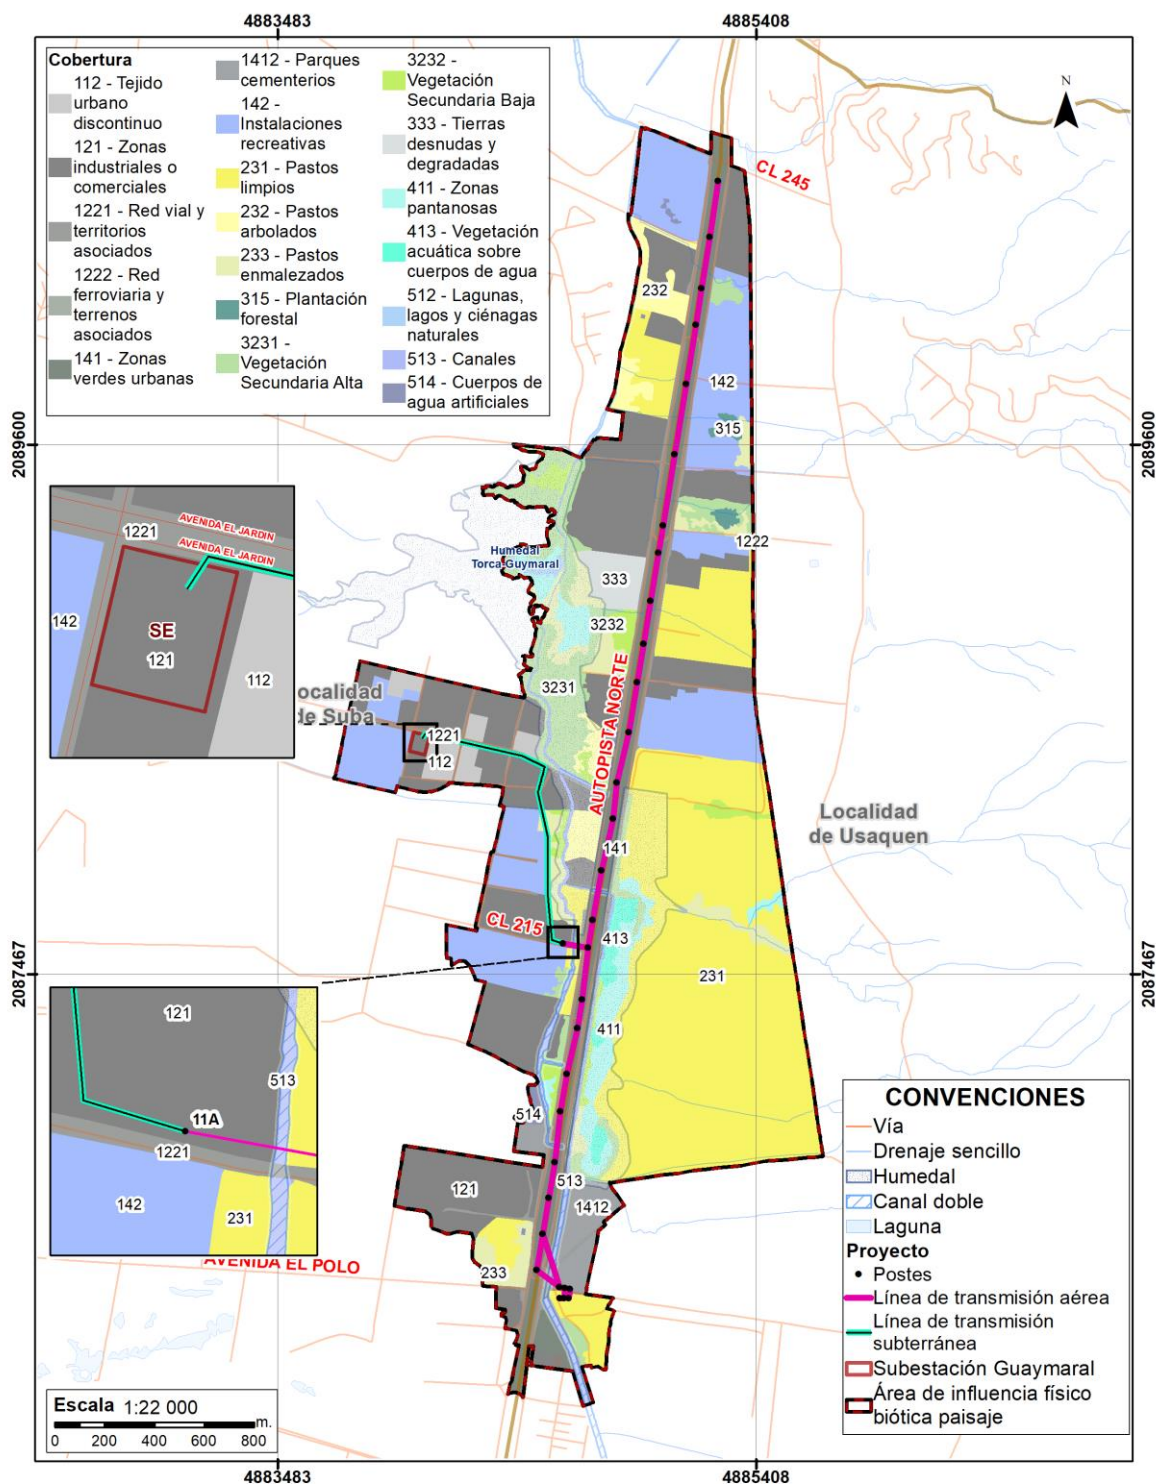 4883483
4885408
Cobertura
112 - Tejido
urbano
discontinuo
121 - Zonas
industriales o
comerciales
1221 - Red vial y
territorios
asociados
1222 - Red
ferroviaria y
terrenos
asociados
141 - Zonas
verdes urbanas
1412 - Parques
cementerios
142 -
Instalaciones
recreativas
231 - Pastos
limpios
232 - Pastos
arbolados
233 - Pastos
enmalezados
315 - Plantación
forestal
3231 -
Vegetación
Secundaria Alta
3232 -
Vegetación
Secundaria Baja
333 - Tierras
desnudas y
degradadas
411 - Zonas
pantanosas
413 - Vegetación
acuática sobre
cuerpos de agua
512 - Lagunas,
lagos y ciénagas
naturales
513 - Canales
514 - Cuerpos de
agua artificiales
N
CL 245
232
142
315
2089600
2089600
1222
Humedal
Torca Guymaral
333
3232
3231
AUTOPISTA NORTE
AVENIDA EL JARDIN
1221
AVENIDA EL JARDIN
142
SE
121
112
ocalidad
de Suba
1221
112
Localidad
de Usaquen
141
CL 215
413
231
2087467
2087467
411
121
513
11A
1221
142
231
514
513
121
1412
233
AVENIDA EL POLO
CONVENCIONES
Vía
Drenaje sencillo
Humedal
Canal doble
Laguna
Proyecto
Postes
Línea de transmisión aérea
Línea de transmisión
subterránea
Subestación Guaymaral
Área de influencia físico
biótica paisaje
Escala 1:22 000
m.
0 200 400 600 800
4883483
4885408